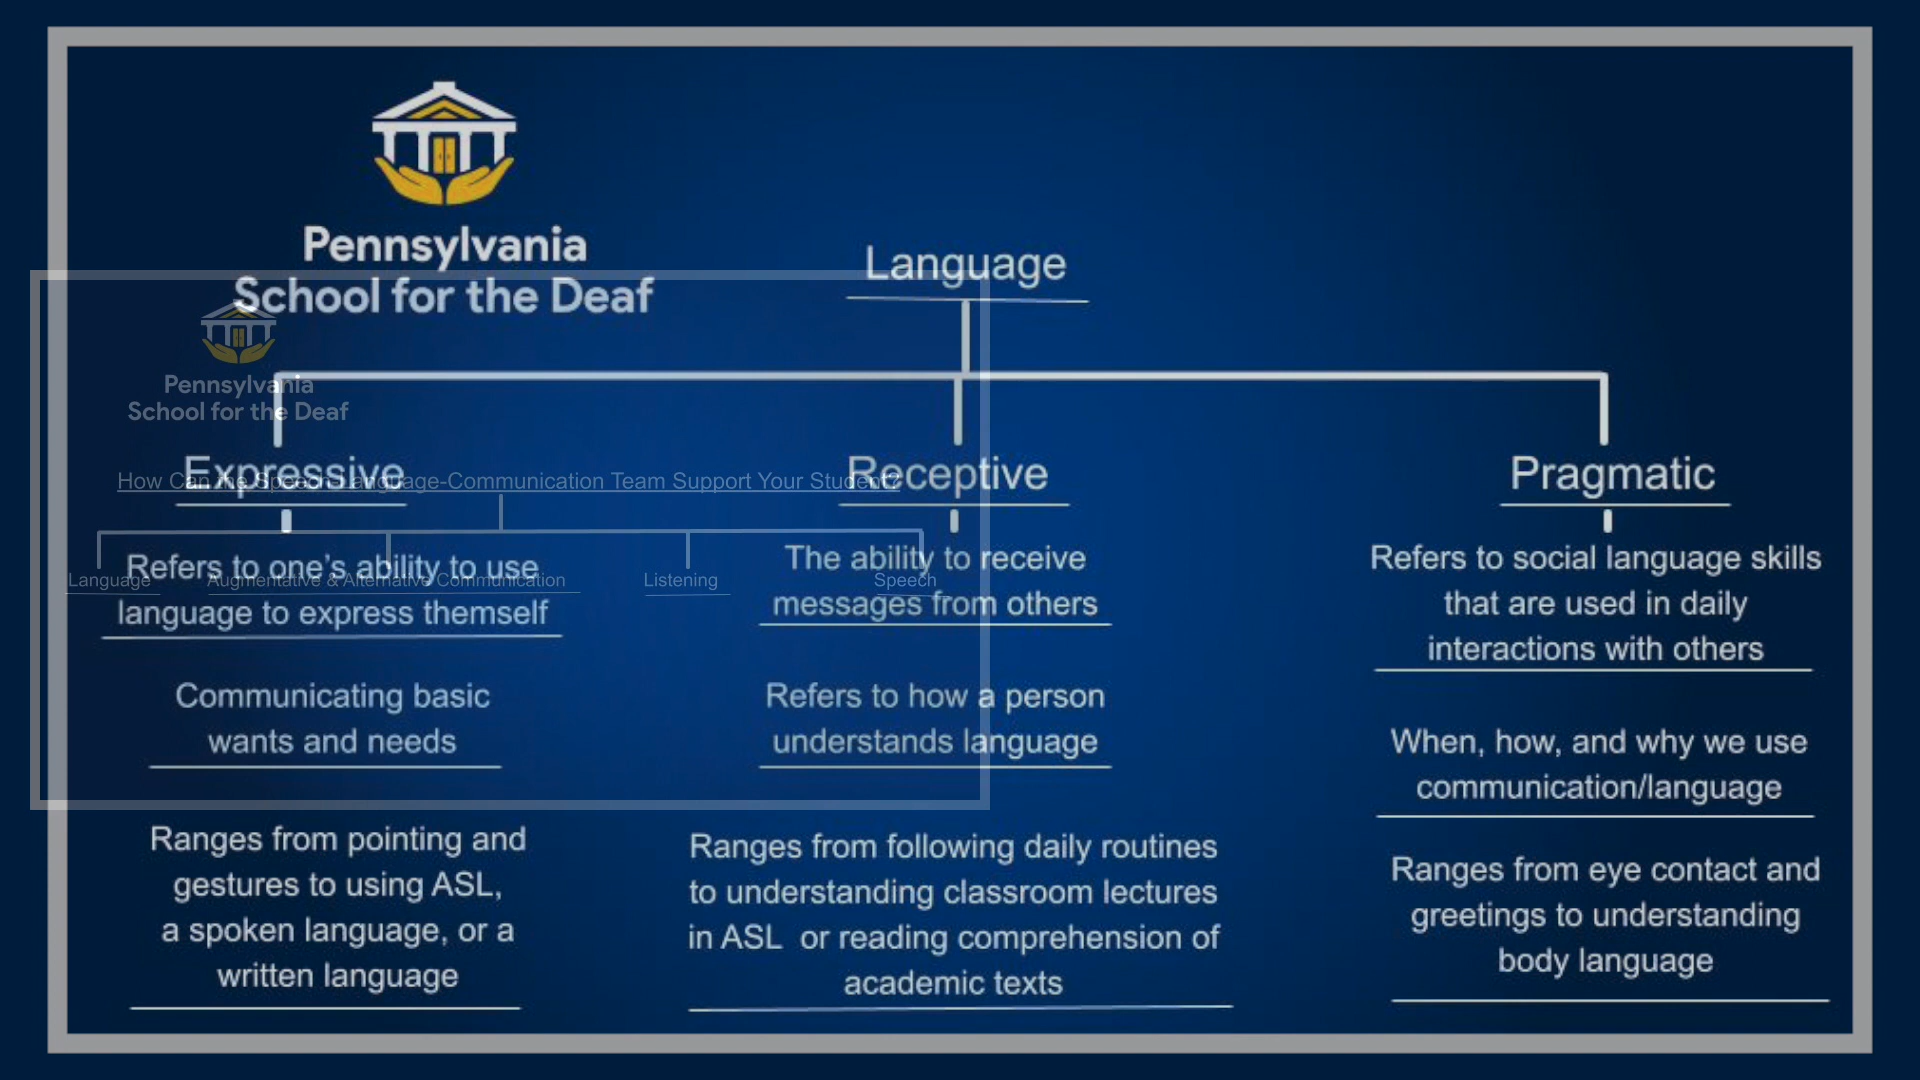 Pennsylvania
School for the Deaf
Language
Expressive
Refers to one's ability to use
language to express themself
Communicating basic
wants and needs
Ranges from pointing and
gestures to using ASL,
a spoken language, or a
written language
Receptive
The ability to receive
messages from others
Refers to how a person
understands language
Ranges from following daily routines
to understanding classroom lectures
in ASL or reading comprehension of
academic texts
Pragmatic
Refers to social language skills
that are used in daily
interactions with others
When, how, and why we use
communication/language
Ranges from eye contact and
greetings to understanding
body language
Pennsylvania
School for the Deaf
How Can the Speech-Language-Communication Team Support Your Student?
Language
Augmentative & Alternative Communication
Listening
Speech